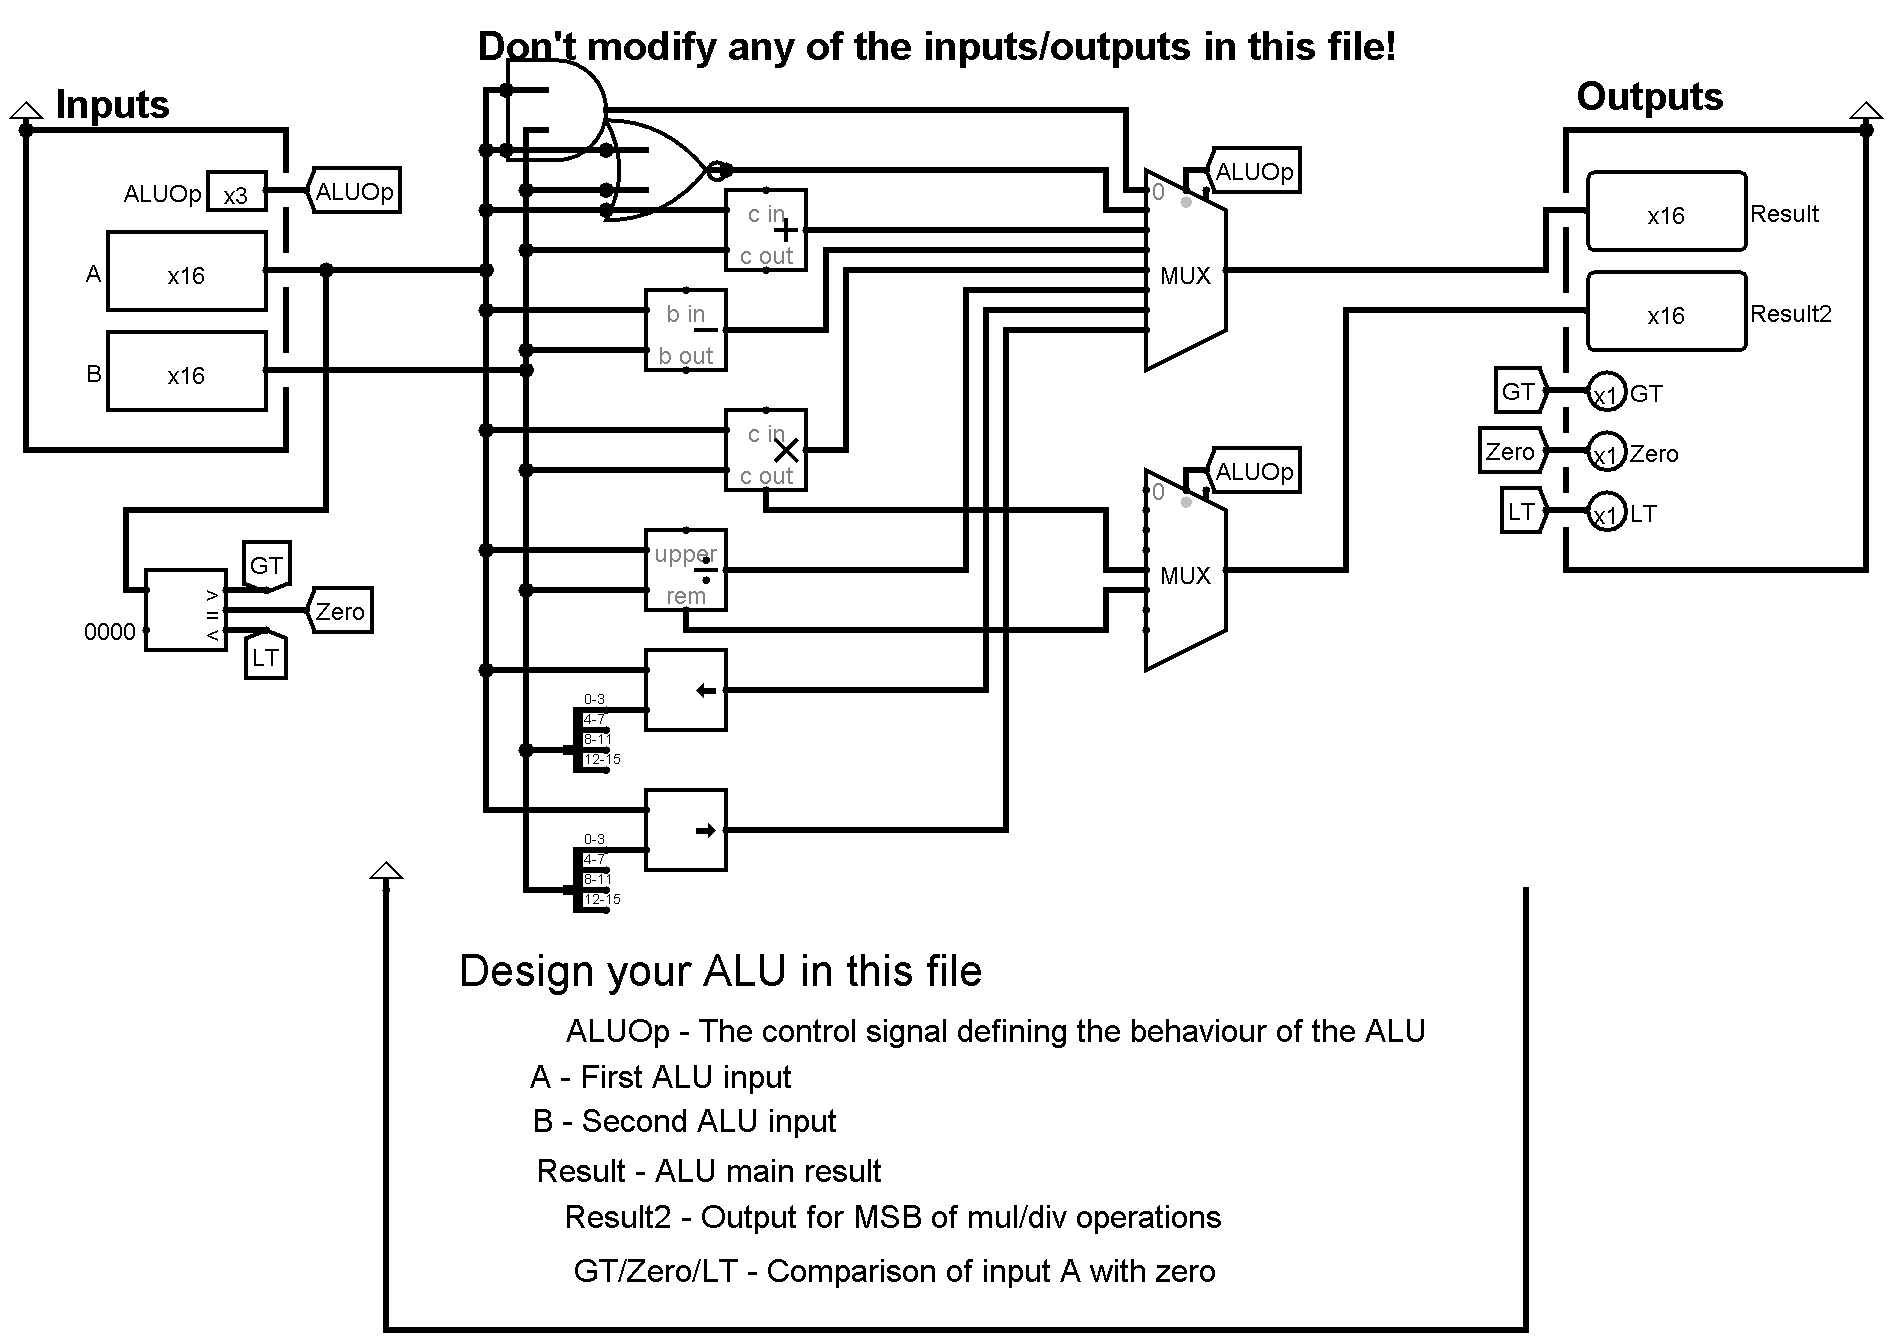 Don't modify any of the inputs/outputs in this file!
Inputs
Outputs
ALUOp
x3
ALUOp
A
x16
B
x16
GT
Zero
LT
0000
>
=
<
c in
+
c out
b in
−
b out
c in
×
c out
upper
÷
rem
0-3
4-7
8-11
12-15
0-3
4-7
8-11
12-15
0
MUX
ALUOp
0
MUX
ALUOp
x16
Result
x16
Result2
GT
x1
GT
Zero
x1
Zero
LT
x1
LT
Design your ALU in this file
ALUOp - The control signal defining the behaviour of the ALU
A - First ALU input
B - Second ALU input
Result - ALU main result
Result2 - Output for MSB of mul/div operations
GT/Zero/LT - Comparison of input A with zero